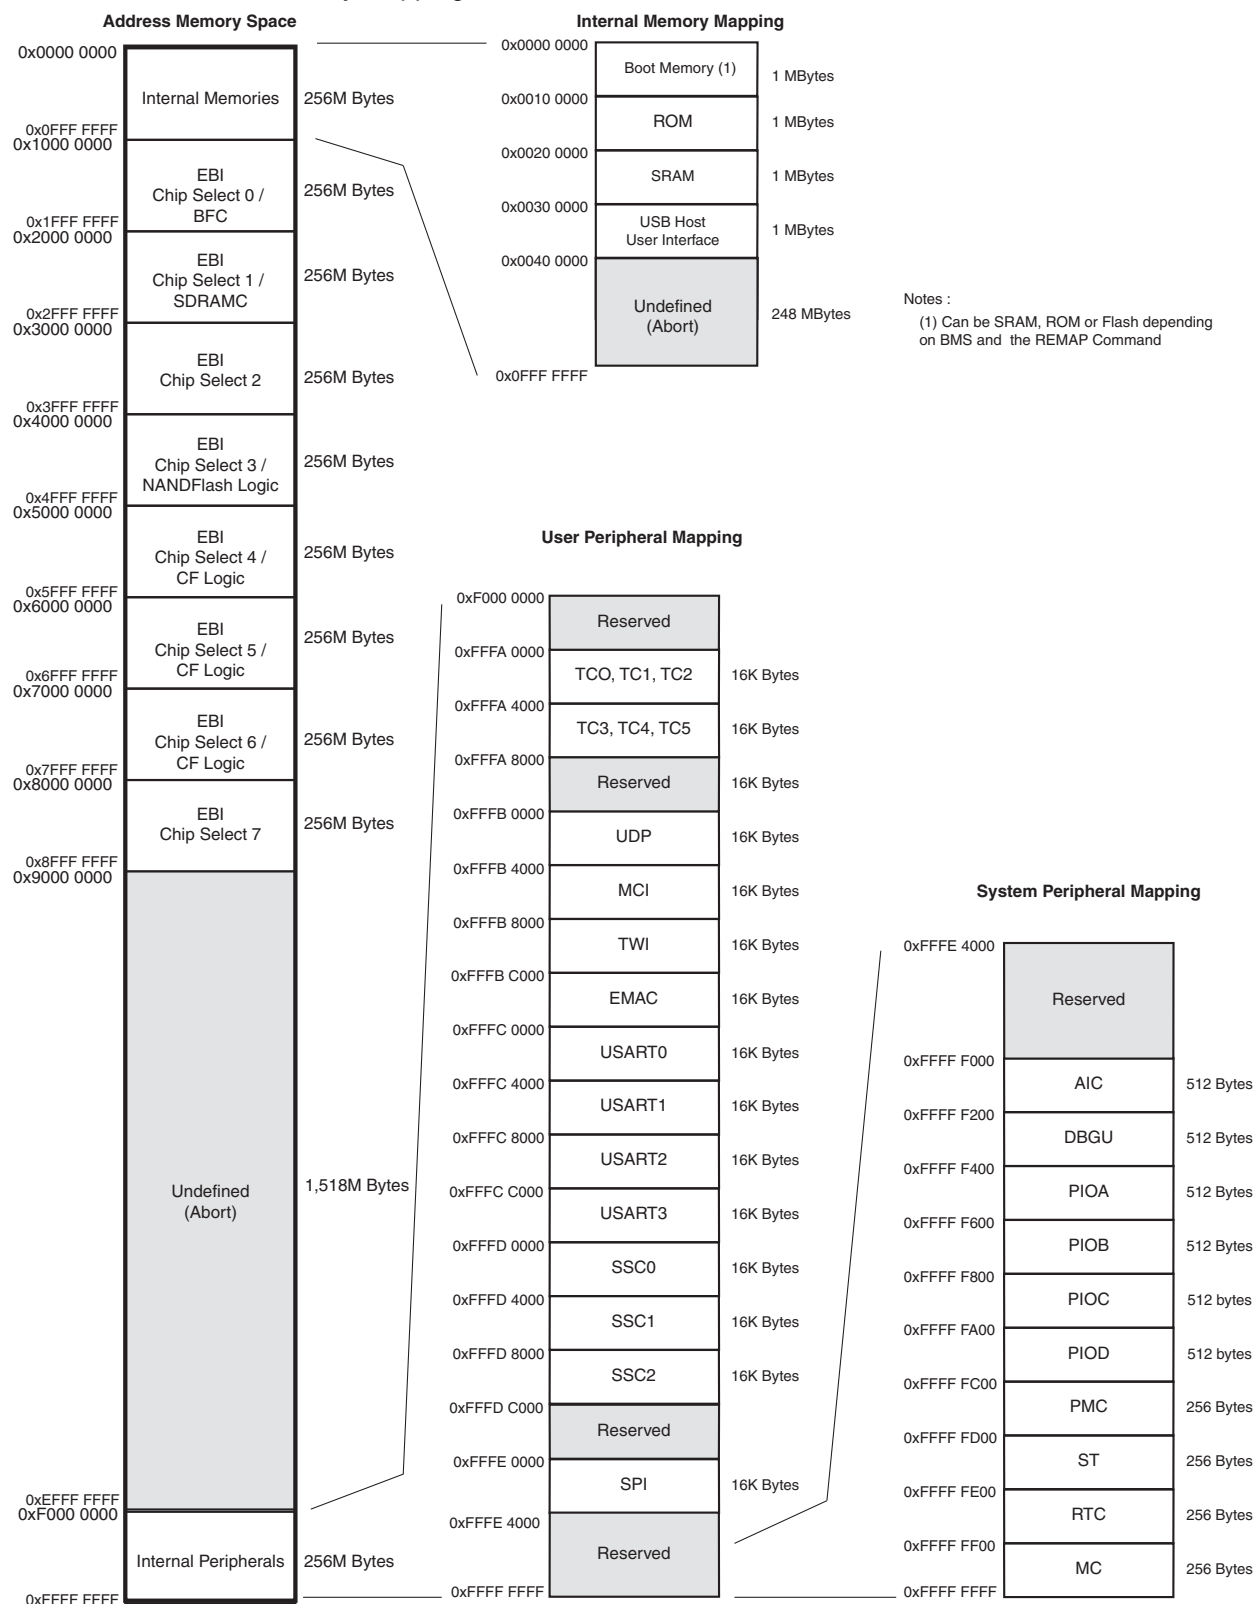 Address Memory Space
0x0000 0000
Internal Memories
256M Bytes
0x0FFF FFFF
0x1000 0000
EBI
Chip Select 0 /
BFC
256M Bytes
0x1FFF FFFF
0x2000 0000
EBI
Chip Select 1 /
SDRAMC
256M Bytes
0x2FFF FFFF
0x3000 0000
EBI
Chip Select 2
256M Bytes
0x3FFF FFFF
0x4000 0000
EBI
Chip Select 3 /
NANDFlash Logic
256M Bytes
0x4FFF FFFF
0x5000 0000
EBI
Chip Select 4 /
CF Logic
256M Bytes
0x5FFF FFFF
0x6000 0000
EBI
Chip Select 5 /
CF Logic
256M Bytes
0x6FFF FFFF
0x7000 0000
EBI
Chip Select 6 /
CF Logic
256M Bytes
0x7FFF FFFF
0x8000 0000
EBI
Chip Select 7
256M Bytes
0x8FFF FFFF
0x9000 0000
Undefined
(Abort)
1,518M Bytes
0xEFFF FFFF
0xF000 0000
Internal Peripherals
256M Bytes
0xFFFF FFFF
Internal Memory Mapping
0x0000 0000
Boot Memory (1)
1 MBytes
0x0010 0000
ROM
1 MBytes
0x0020 0000
SRAM
1 MBytes
0x0030 0000
USB Host
User Interface
1 MBytes
0x0040 0000
Undefined
(Abort)
248 MBytes
0x0FFF FFFF
Notes :
(1) Can be SRAM, ROM or Flash depending
on BMS and the REMAP Command
User Peripheral Mapping
0xF000 0000
Reserved
0xFFFA 0000
TCO, TC1, TC2
16K Bytes
0xFFFA 4000
TC3, TC4, TC5
16K Bytes
0xFFFA 8000
Reserved
16K Bytes
0xFFFB 0000
UDP
16K Bytes
0xFFFB 4000
MCI
16K Bytes
0xFFFB 8000
TWI
16K Bytes
0xFFFB C000
EMAC
16K Bytes
0xFFFC 0000
USART0
16K Bytes
0xFFFC 4000
USART1
16K Bytes
0xFFFC 8000
USART2
16K Bytes
0xFFFC C000
USART3
16K Bytes
0xFFFD 0000
SSC0
16K Bytes
0xFFFD 4000
SSC1
16K Bytes
0xFFFD 8000
SSC2
16K Bytes
0xFFFD C000
Reserved
0xFFFE 0000
SPI
16K Bytes
0xFFFE 4000
Reserved
0xFFFF FFFF
System Peripheral Mapping
0xFFFE 4000
Reserved
0xFFFF F000
AIC
512 Bytes
0xFFFF F200
DBGU
512 Bytes
0xFFFF F400
PIOA
512 Bytes
0xFFFF F600
PIOB
512 Bytes
0xFFFF F800
PIOC
512 bytes
0xFFFF FA00
PIOD
512 bytes
0xFFFF FC00
PMC
256 Bytes
0xFFFF FD00
ST
256 Bytes
0xFFFF FE00
RTC
256 Bytes
0xFFFF FF00
MC
256 Bytes
0xFFFF FFFF